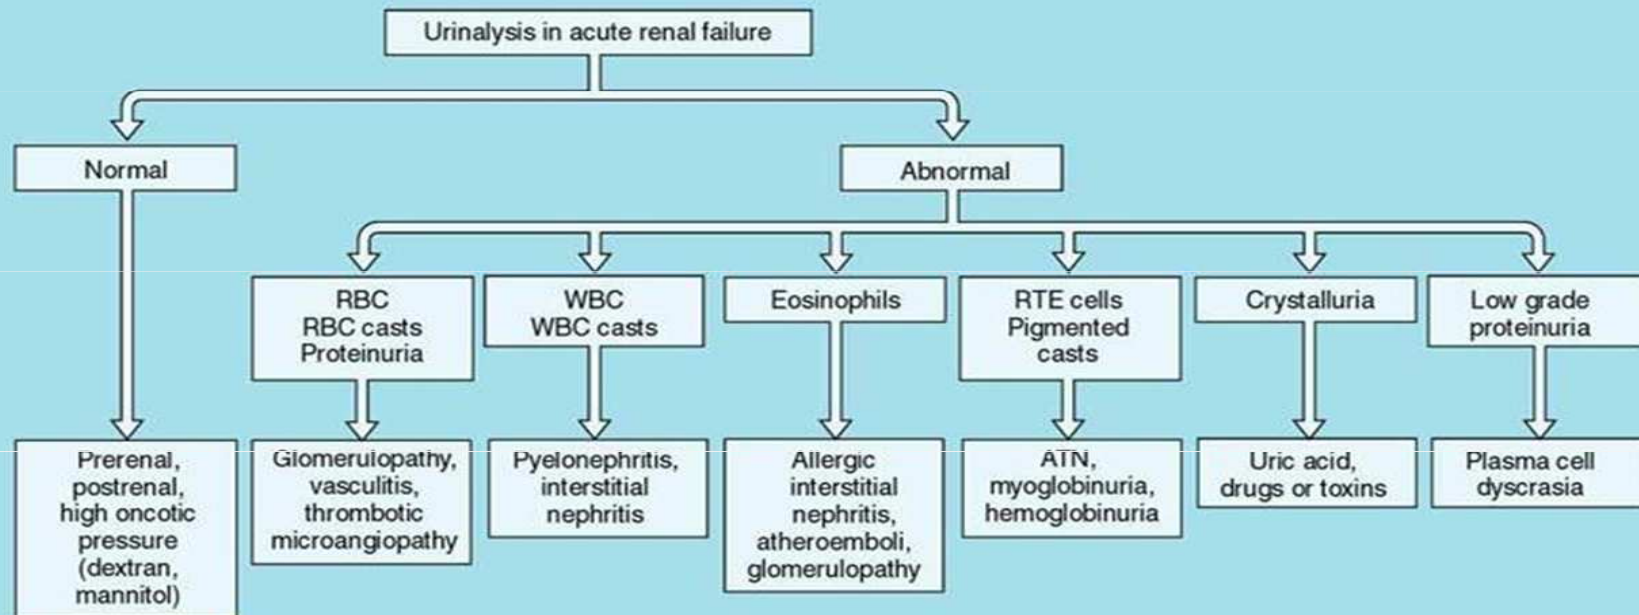 Urinalysis in acute renal failure
Normal
Abnormal
RBC
RBC casts
Proteinuria
WBC
WBC casts
Eosinophils
RTE cells
Pigmented
casts
Crystalluria
Low grade
proteinuria
Prerenal,
postrenal,
high oncotic
pressure
(dextran,
mannitol)
Glomerulopathy,
vasculitis,
thrombotic
microangiopathy
Pyelonephritis,
interstitial
nephritis
Allergic
interstitial
nephritis,
atheroemboli,
glomerulopathy
ATN,
myoglobinuria,
hemoglobinuria
Uric acid,
drugs or toxins
Plasma cell
dyscrasia